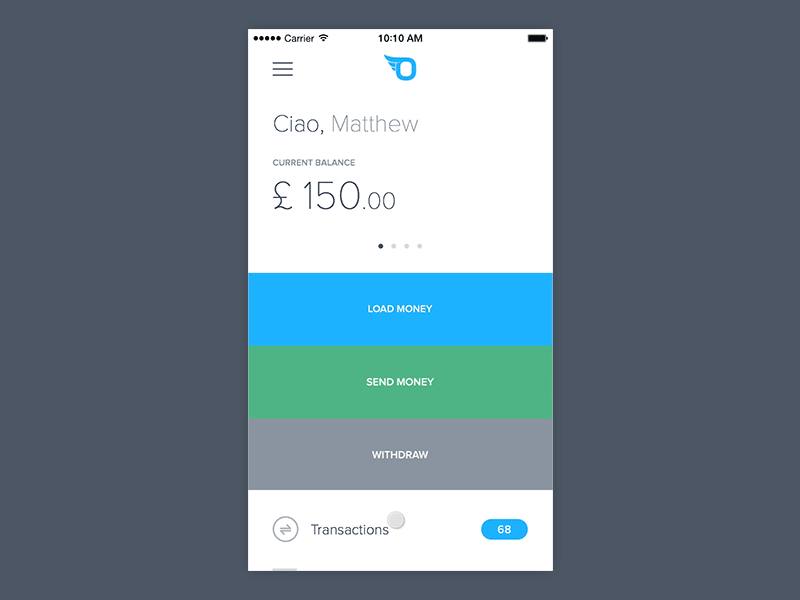 Carrier 10:10 AM
Ciao, Matthew
CURRENT BALANCE
£ 150.00
LOAD MONEY
SEND MONEY
WITHDRAW
Transactions 68